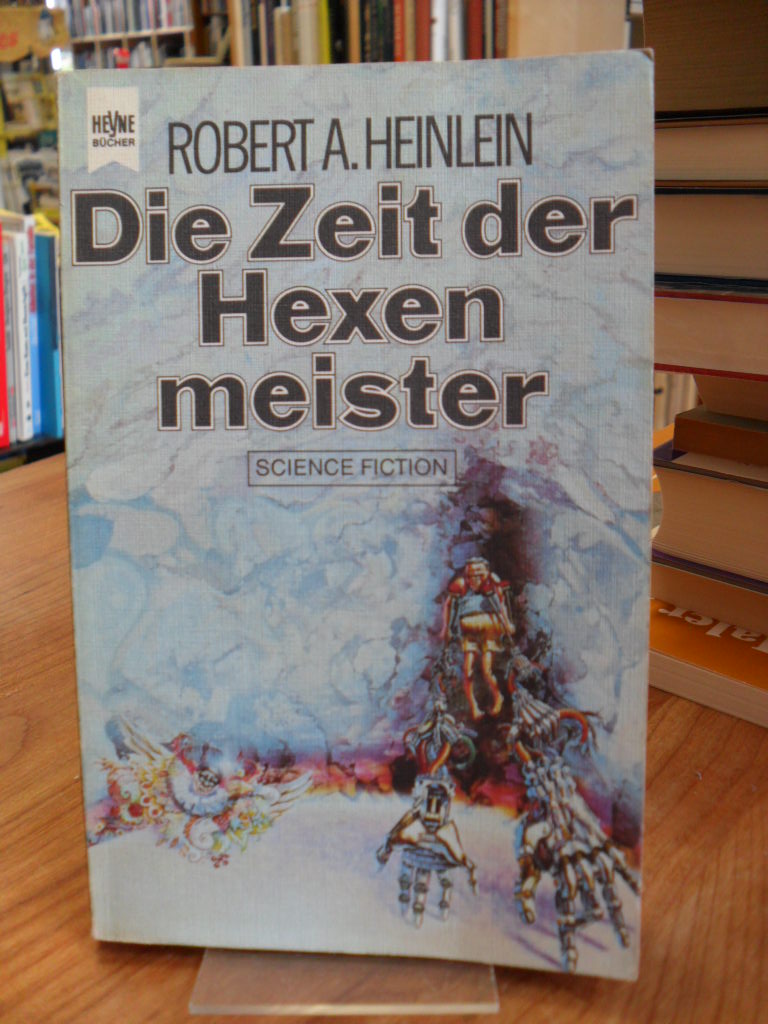 HEYNE
BÜCHER
ROBERT A. HEINLEIN
Die Zeit der
Hexen
meister
SCIENCE FICTION